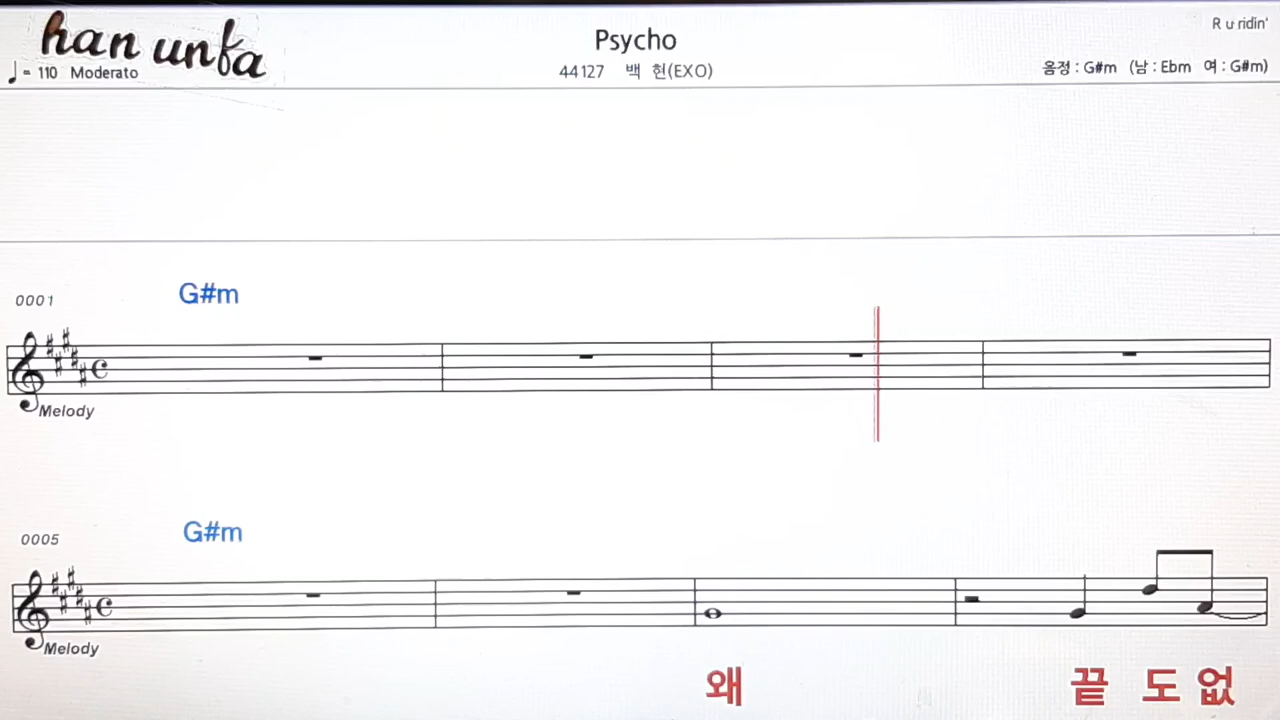 han unfa
R u ridin'
Psycho
♩= 110 Moderato
44127 백 현(EXO)
음정 : G#m (남 : Ebm 여 : G#m)
0001
G#m
Melody
0005
G#m
Melody
왜 끝 도 없